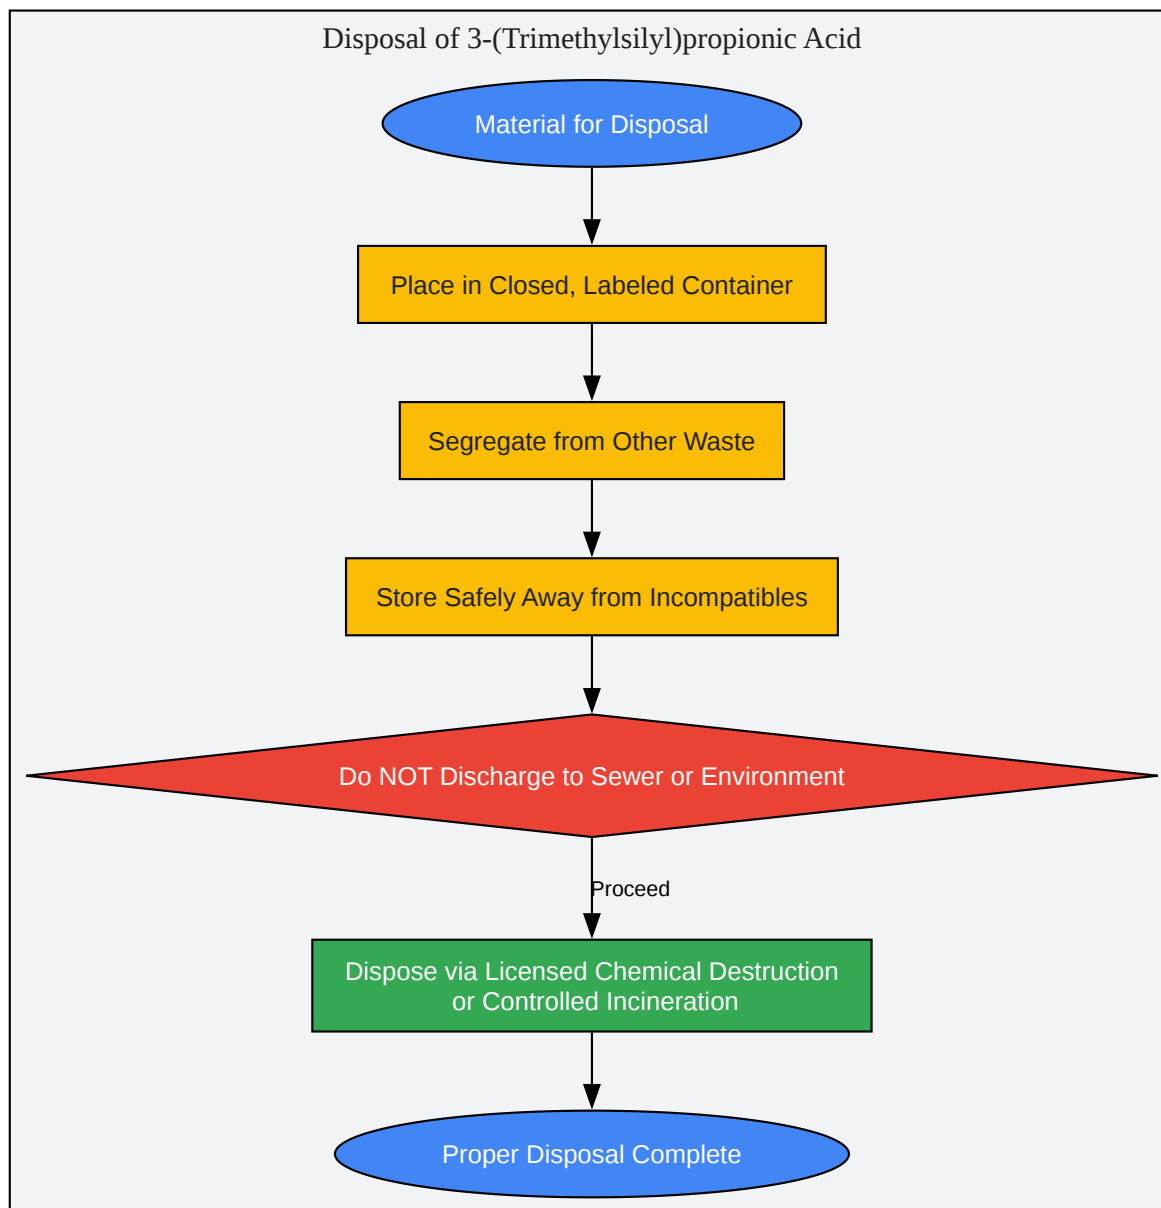 Disposal of 3-(Trimethylsilyl)propionic Acid
Material for Disposal
Place in Closed, Labeled Container
Segregate from Other Waste
Store Safely Away from Incompatibles
Do NOT Discharge to Sewer or Environment
Proceed
Dispose via Licensed Chemical Destruction
or Controlled Incineration
Proper Disposal Complete